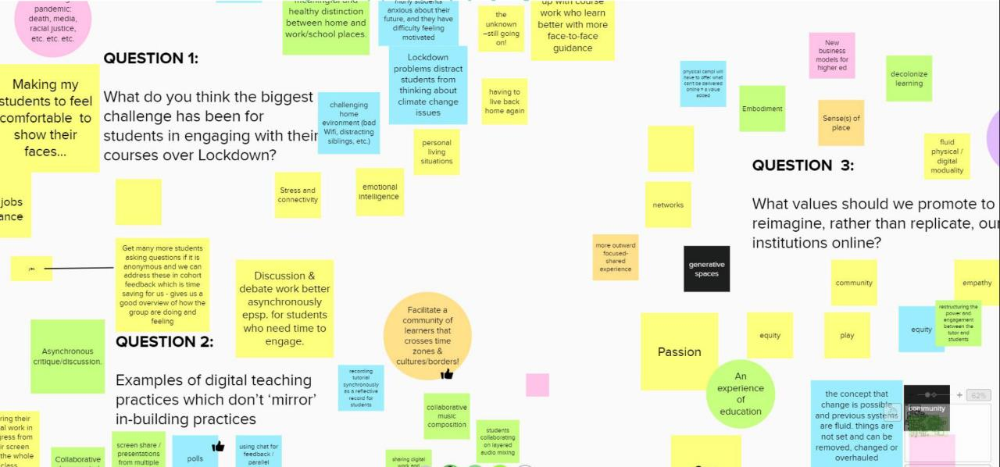 pandemic:
death, media,
racial justice,
etc. etc. etc.
healthy distinction
between home and
work/school places.
many students
anxious about their
future, and they have
difficulty feeling
motivated
the
unknown
–still going
on!
up with course
work who learn
better with more
face-to-face
guidance
Making my
students to feel
comfortable to
show their
faces...
QUESTION 1:
What do you think the biggest
challenge has been for
students in engaging with their
courses over Lockdown?
challenging
home
evironment (bad
Wifi, distracting
siblings, etc.)
Lockdown
problems distract
students from
thinking about
climate change
issues
having to
live back
home again
personal
living
situations
Stress and
connectivity
emotional
intelligence
jobs
yes
Get many more students
asking questions if it is
anonymous and we can
address these in cohort
feedback which is time
saving for us - gives us a
good overview of how the
group are doing and
feeling
Discussion &
debate work better
asynchronously
epsp. for students
who need time to
engage.
Asynchronous
critique/discussion.
QUESTION 2:
Examples of digital teaching
practices which don't 'mirror'
in-building practices
Facilitate a
community of
learners that
crosses time
zones &
cultures/borders!
recording
tutorial
synchronously
as a reflective
record for
students
collaborative
music
composition
students
collaborating
on layered
audio mixing
sharing digital
work and
their
work in
from
screen
the whole
class
Collaborative
screen share /
presentations
from multiple
polls
using chat for
feedback /
parallel
physical campi will
have to offer what
can't be delivered
online = a value
added
New
business
models for
higher ed
decolonize
learning
Embodiment
Sense(s) of
place
fluid
physical /
digital
moduality
QUESTION 3:
What values should we promote to
reimagine, rather than replicate, our
institutions online?
networks
more outward
focused-
shared
experience
generative
spaces
community
empathy
Passion
equity
play
equity
restructuring the
power and
engagement
between the
tutor and
students
An
experience
of
education
the concept that
change is possible
and previous systems
are fluid. things are
not set and can be
removed, changed or
overhauled
community
+ 62%